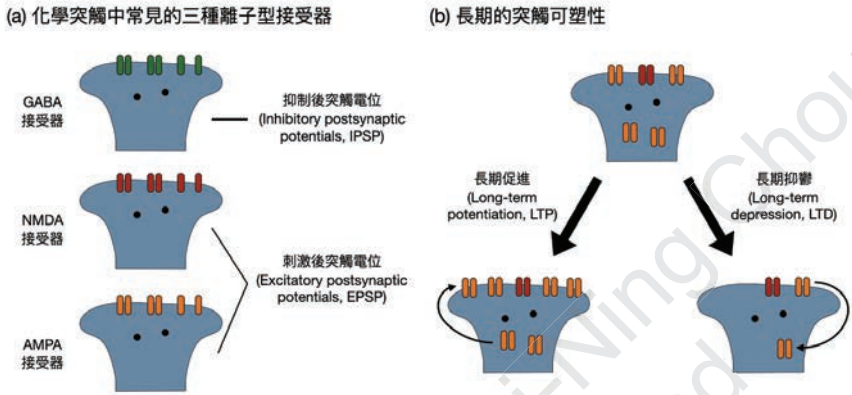 (a) 化學突觸中常見的三種離子型接受器
GABA
接受器
抑制後突觸電位
(Inhibitory postsynaptic
potentials, IPSP)
NMDA
接受器
刺激後突觸電位
(Excitatory postsynaptic
potentials, EPSP)
AMPA
接受器
(b) 長期的突觸可塑性
長期促進
(Long-term
potentiation, LTP)
長期抑鬱
(Long-term
depression, LTD)
i-Ning Chou